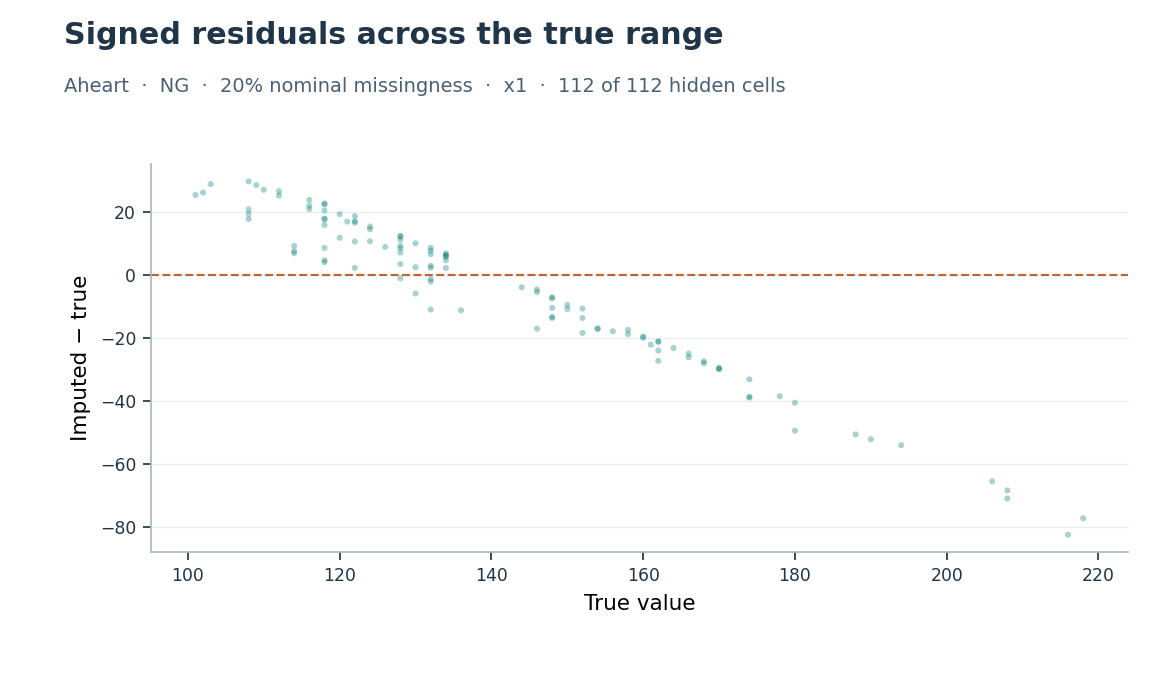 Signed residuals across the true range
Aheart · NG · 20% nominal missingness · x1 · 112 of 112 hidden cells
Imputed − true
20
0
−20
−40
−60
−80
100 120 140 160 180 200 220
True value